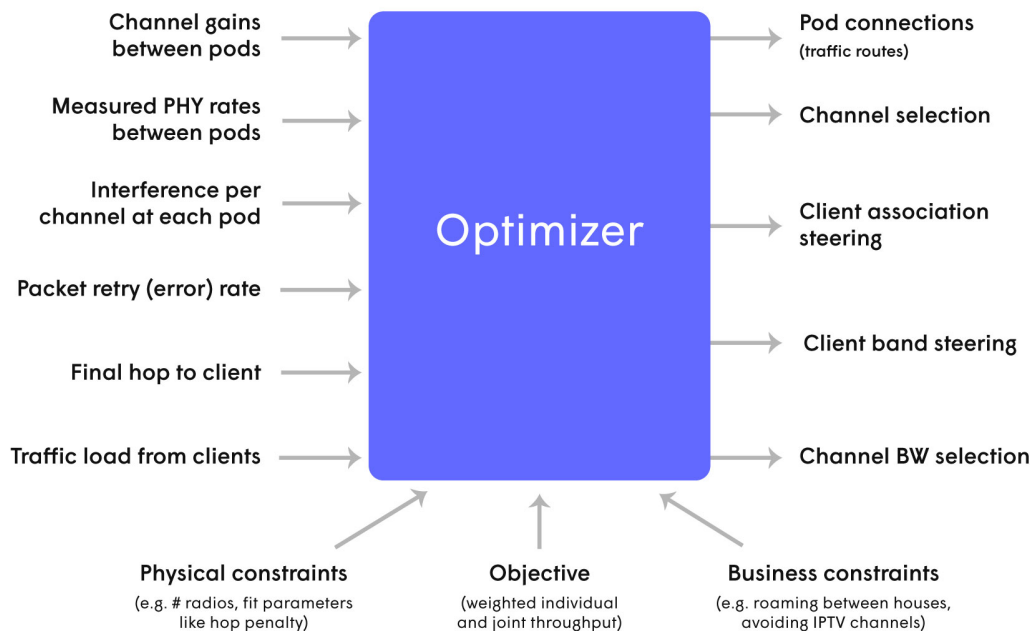 Channel gains
between pods
Measured PHY rates
between pods
Interference per
channel at each pod
Packet retry (error) rate
Final hop to client
Traffic load from clients
Optimizer
Pod connections
(traffic routes)
Channel selection
Client association
steering
Client band steering
Channel BW selection
Physical constraints
(e.g. # radios, fit parameters
like hop penalty)
Objective
(weighted individual
and joint throughput)
Business constraints
(e.g. roaming between houses,
avoiding IPTV channels)